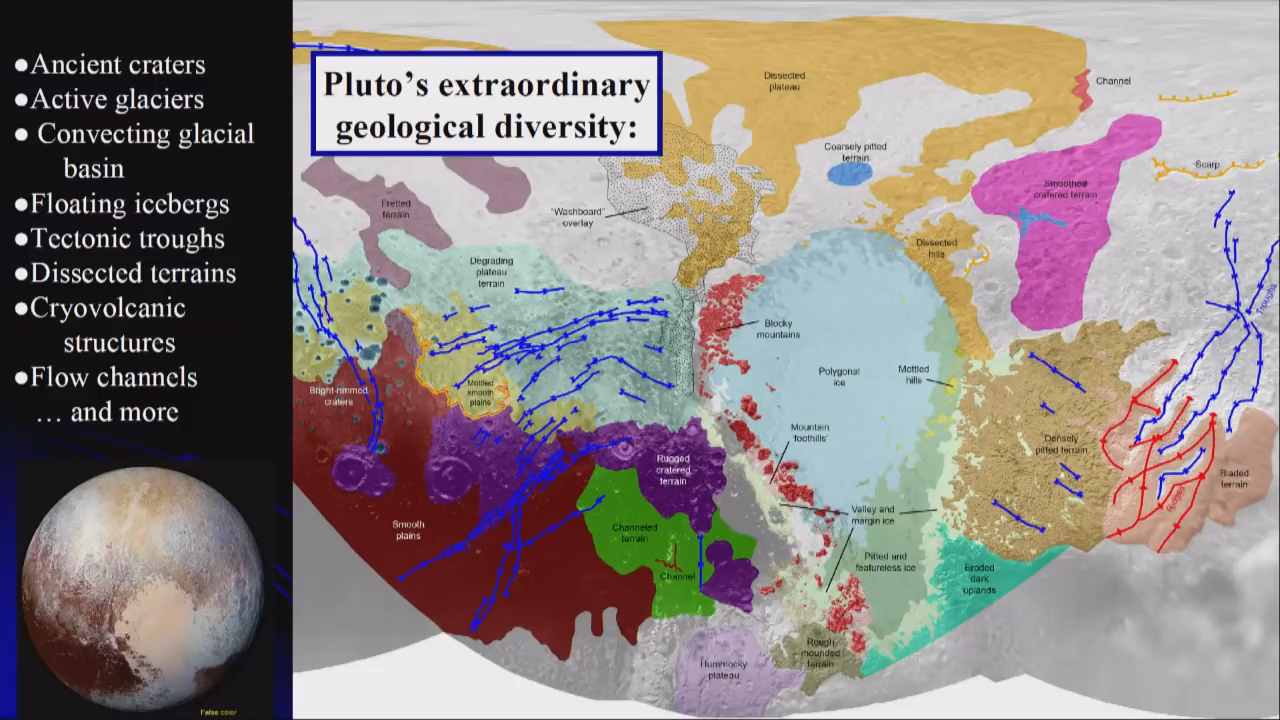 Pluto's extraordinary
geological diversity:
●Ancient craters
●Active glaciers
● Convecting glacial
basin
●Floating icebergs
●Tectonic troughs
●Dissected terrains
●Cryovolcanic
structures
●Flow channels
… and more
False color
Dissected
plateau
Channel
Coarsely pitted
terrain
Scarp
Smoothed
cratered terrain
Fretted
terrain
"Washboard"
overlay
Dissected
hills
Degrading
plateau
terrain
Troughs
Blocky
mountains
Polygonal
ice
Mottled
hills
Bright-rimmed
craters
Mottled
smooth
plains
Mountain
'foothills'
Densely
pitted terrain
Rugged
cratered
terrain
Bladed
terrain
Smooth
plains
Channeled
terrain
Valley and
margin ice
Channel
Pitted and
featureless ice
Eroded
dark
uplands
Rough
mounded
terrain
Hummocky
plateau